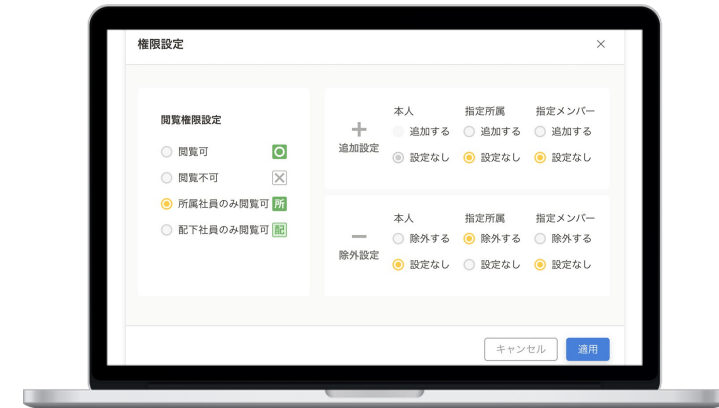 権限設定
閲覧権限設定
閲覧可
閲覧不可
所属社員のみ閲覧可 所
配下社員のみ閲覧可 配
追加設定
本人 指定所属 指定メンバー
追加する 追加する 追加する
設定なし 設定なし 設定なし
除外設定
本人 指定所属 指定メンバー
除外する 除外する 除外する
設定なし 設定なし 設定なし
キャンセル 適用